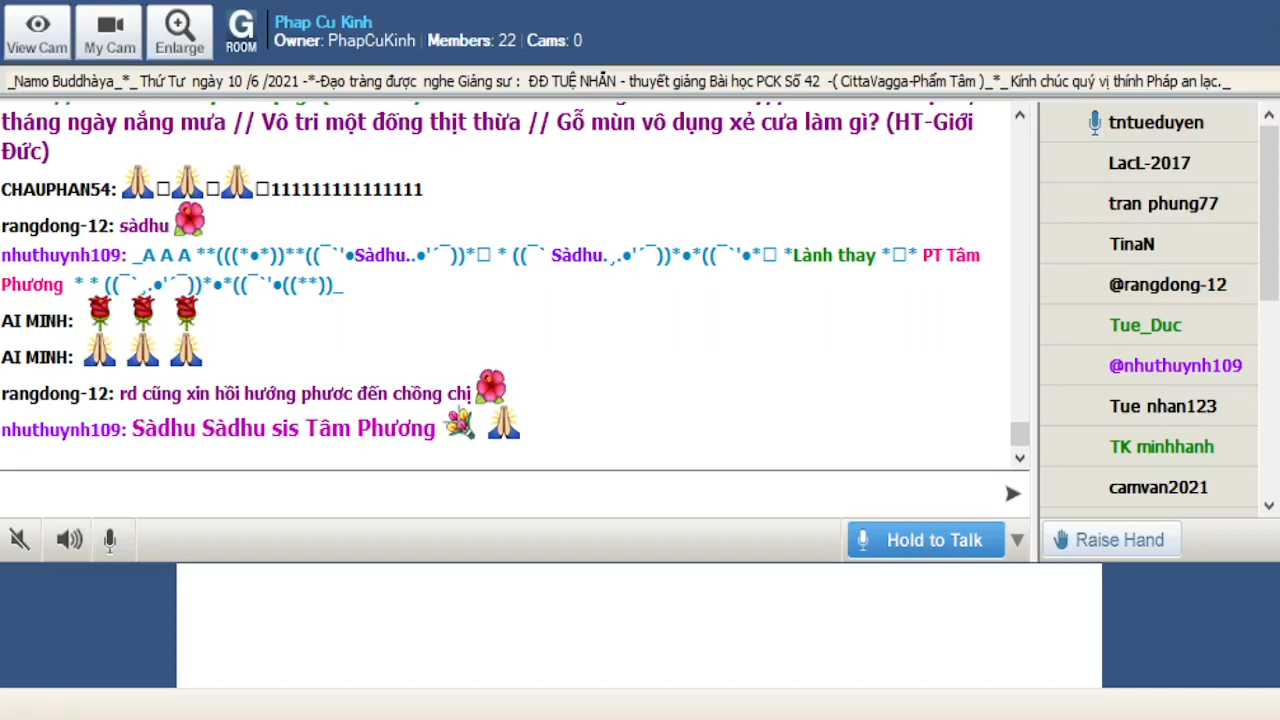 View Cam
My Cam
Enlarge
G
ROOM
Phap Cu Kinh
Owner: PhapCuKinh | Members: 22 | Cams: 0
_Namo Buddhàya_*_ Thứ Tư ngày 10 /6 /2021 -*-Đạo tràng được nghe Giảng sư : ĐĐ TUỆ NHẪN - thuyết giảng Bài học PCK Số 42 -( CittaVagga-Phẩm Tâm )_*_ Kính chúc quý vị thính Pháp an lạc._
tháng ngày nắng mưa // Vô tri một đống thịt thừa // Gỗ mùn vô dụng xẻ cưa làm gì? (HT-Giới
Đức)
CHAUPHAN54: 🙏□🙏□🙏□111111111111111
rangdong-12: sàdhu 🌺
nhuthuynh109: _A A A **(((*•*))**((¯`'•Sàdhu..•'´¯))*□ * ((¯` Sàdhu.¸.•'´¯))*•*((¯`'•*□ *Lành thay *□* PT Tâm
Phương * * ((¯`¸.•'´¯))*•*((¯`'•((**))_
AI MINH: 🌹 🌹 🌹
AI MINH: 🙏 🙏 🙏
rangdong-12: rd cũng xin hồi hướng phươc đến chồng chị 🌺
nhuthuynh109: Sàdhu Sàdhu sis Tâm Phương 💐 🙏
Hold to Talk
tntueduyen
LacL-2017
tran phung77
TinaN
@rangdong-12
Tue_Duc
@nhuthuynh109
Tue nhan123
TK minhhanh
camvan2021
Raise Hand